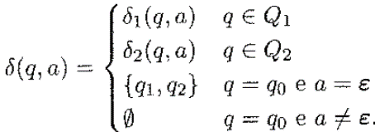 δ(q, a) = { δ₁(q, a) q ∈ Q₁
δ₂(q, a) q ∈ Q₂
{q₁, q₂} q = q₀ e a = ε
∅ q = q₀ e a ≠ ε.